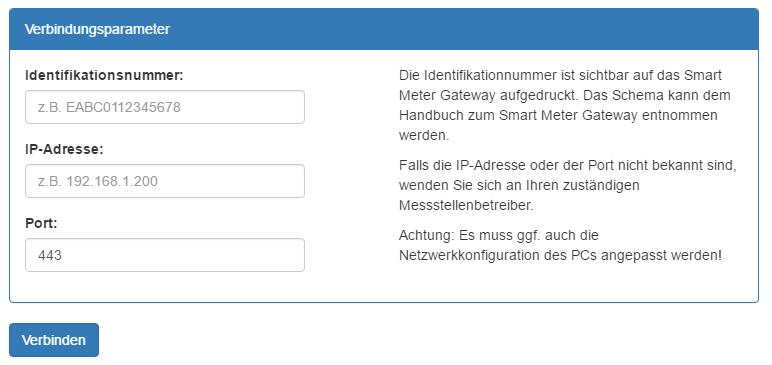 Verbindungsparameter
Identifikationsnummer:
z.B. EABC0112345678
IP-Adresse:
z.B. 192.168.1.200
Port:
443
Die Identifikationnummer ist sichtbar auf das Smart
Meter Gateway aufgedruckt. Das Schema kann dem
Handbuch zum Smart Meter Gateway entnommen
werden.
Falls die IP-Adresse oder der Port nicht bekannt sind,
wenden Sie sich an Ihren zuständigen
Messstellenbetreiber.
Achtung: Es muss ggf. auch die
Netzwerkkonfiguration des PCs angepasst werden!
Verbinden